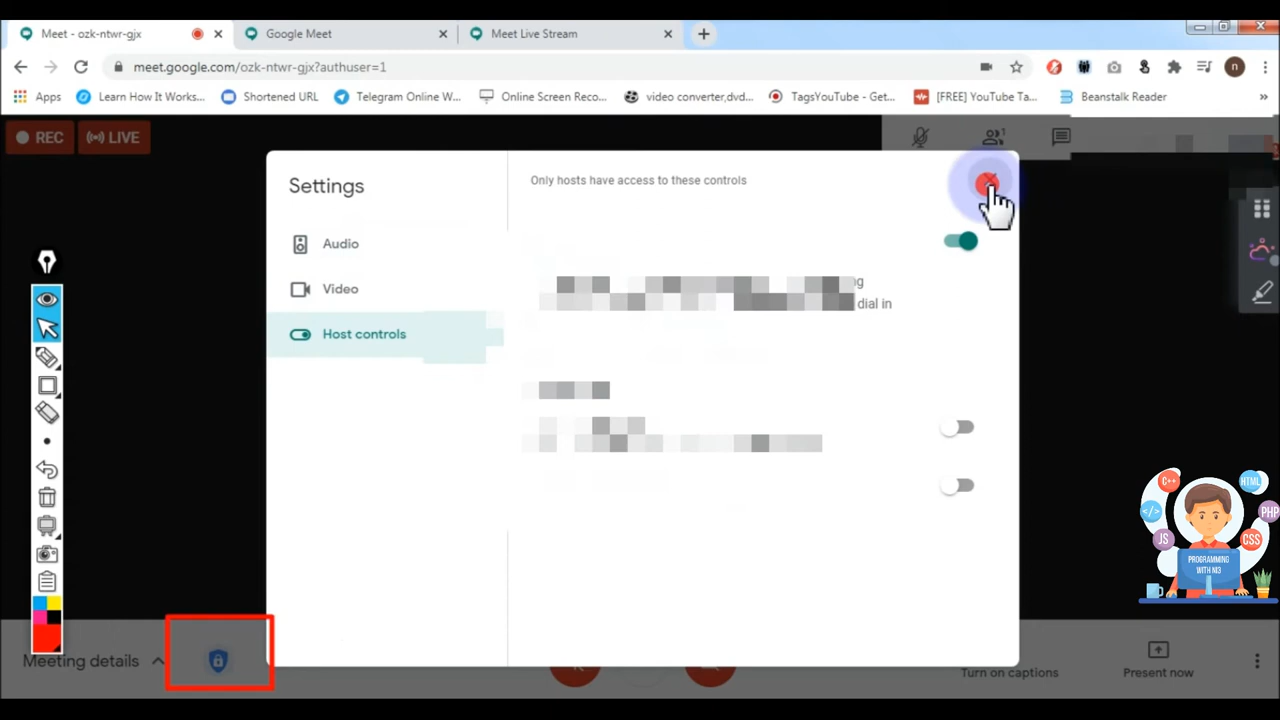 Meet - ozk-ntwr-gjx
Google Meet
Meet Live Stream
meet.google.com/ozk-ntwr-gjx?authuser=1
Apps
Learn How It Works...
Shortened URL
Telegram Online W...
Online Screen Reco...
video converter,dvd...
TagsYouTube - Get...
[FREE] YouTube Ta...
Beanstalk Reader
REC
LIVE
Settings
Only hosts have access to these controls
Audio
Video
Host controls
dial in
C++
HTML
</>
PHP
JS
CSS
PROGRAMMING
WITH NI3
Meeting details
Turn on captions
Present now